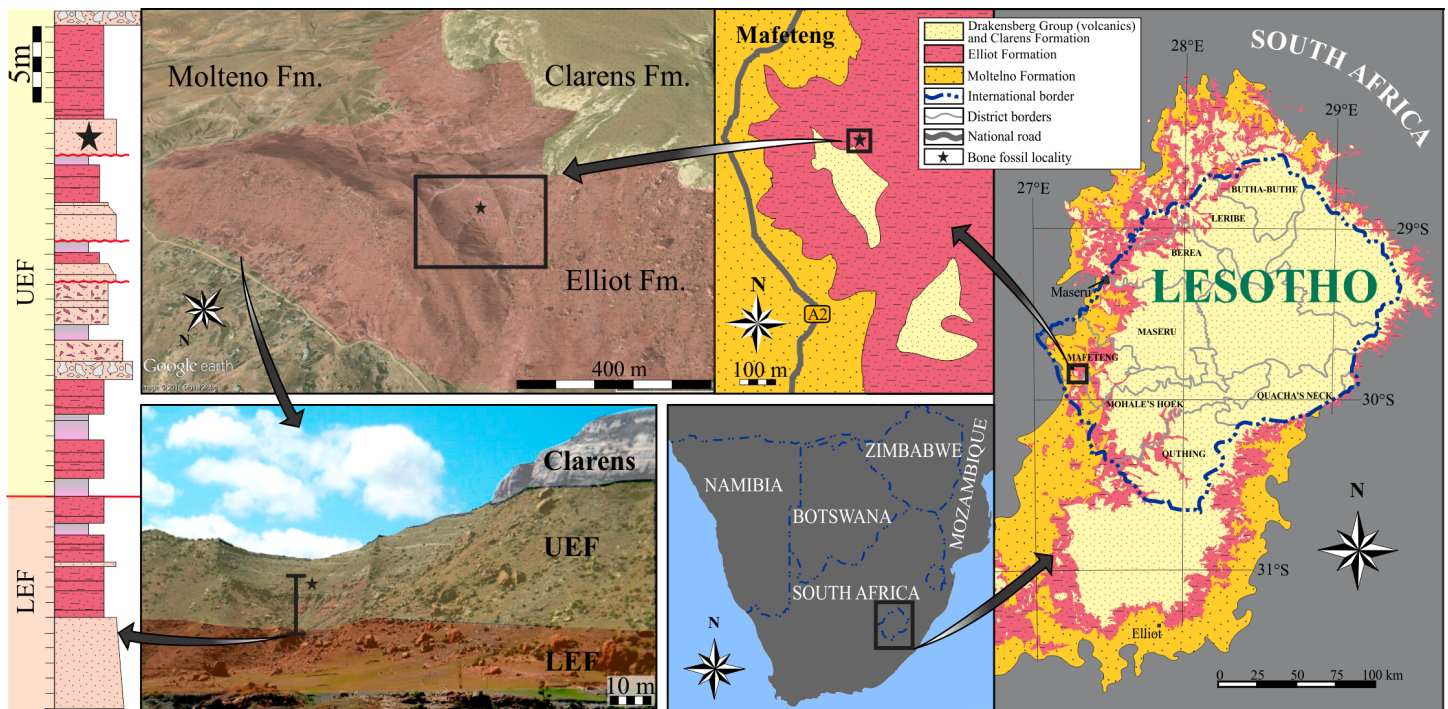 5m
UEF
LEF
Molteno Fm.
Clarens Fm.
Elliot Fm.
N
Google earth
400 m
Mafeteng
N
A2
100 m
Drakensberg Group (volcanics)
and Clarens Formation
Elliot Formation
Moltelno Formation
International border
District borders
National road
Bone fossil locality
SOUTH AFRICA
28°E
29°E
27°E
29°S
BUTHA-BUTHE
LERIBE
BEREA
LESOTHO
Maseru
MASERU
MAFETENG
MOHALE'S HOEK
QUACHA'S NECK
30°S
QUTHING
N
31°S
Elliot
0 25 50 75 100 km
Clarens
UEF
LEF
10 m
NAMIBIA
ZIMBABWE
MOZAMBIQUE
BOTSWANA
SOUTH AFRICA
N